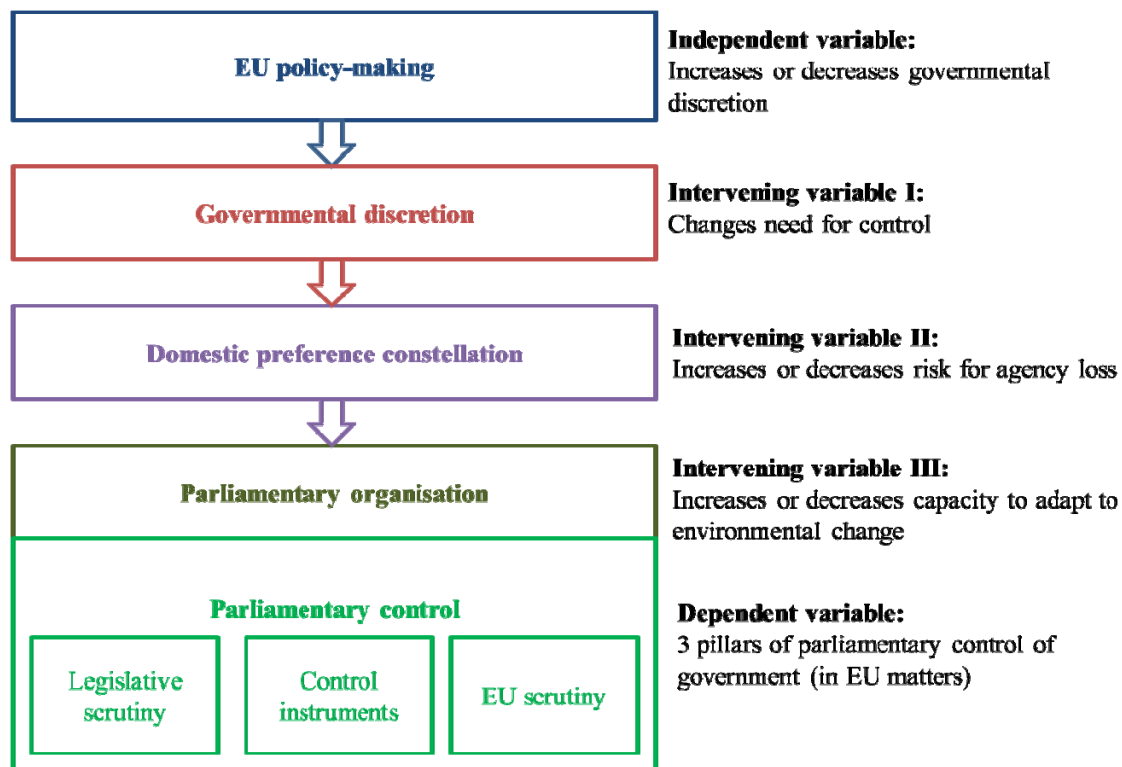 EU policy-making
Independent variable:
Increases or decreases governmental
discretion
Governmental discretion
Intervening variable I:
Changes need for control
Domestic preference constellation
Intervening variable II:
Increases or decreases risk for agency loss
Parliamentary organisation
Intervening variable III:
Increases or decreases capacity to adapt to
environmental change
Parliamentary control
Legislative
scrutiny
Control
instruments
EU scrutiny
Dependent variable:
3 pillars of parliamentary control of
government (in EU matters)